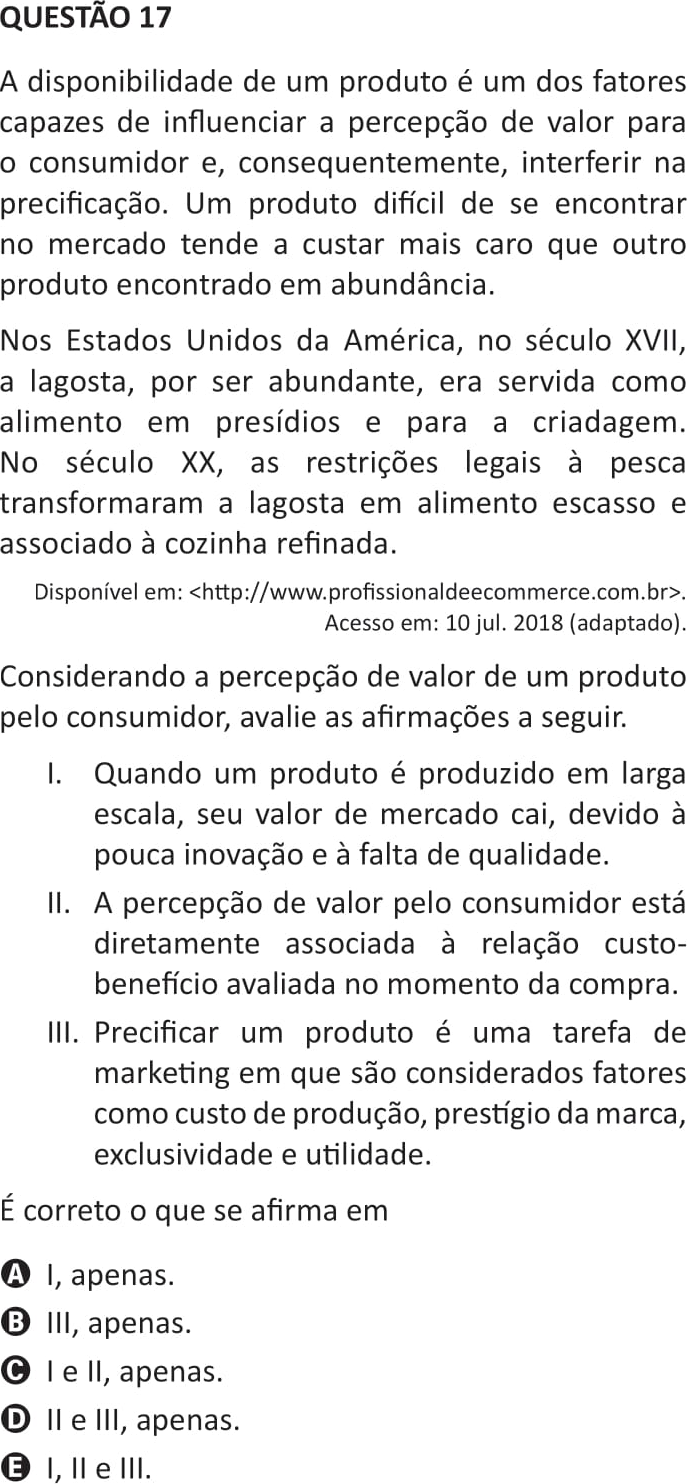 QUESTÃO 17
A disponibilidade de um produto é um dos fatores
capazes de influenciar a percepção de valor para
o consumidor e, consequentemente, interferir na
precificação. Um produto difícil de se encontrar
no mercado tende a custar mais caro que outro
produto encontrado em abundância.
Nos Estados Unidos da América, no século XVII,
a lagosta, por ser abundante, era servida como
alimento em presídios e para a criadagem.
No século XX, as restrições legais à pesca
transformaram a lagosta em alimento escasso e
associado à cozinha refinada.
Disponível em: <http://www.profissionaldeecommerce.com.br>.
Acesso em: 10 jul. 2018 (adaptado).
Considerando a percepção de valor de um produto
pelo consumidor, avalie as afirmações a seguir.
I. Quando um produto é produzido em larga
escala, seu valor de mercado cai, devido à
pouca inovação e à falta de qualidade.
II. A percepção de valor pelo consumidor está
diretamente associada à relação custo-
benefício avaliada no momento da compra.
III. Precificar um produto é uma tarefa de
marketing em que são considerados fatores
como custo de produção, prestígio da marca,
exclusividade e utilidade.
É correto o que se afirma em
A I, apenas.
B III, apenas.
C I e II, apenas.
D II e III, apenas.
E I, II e III.